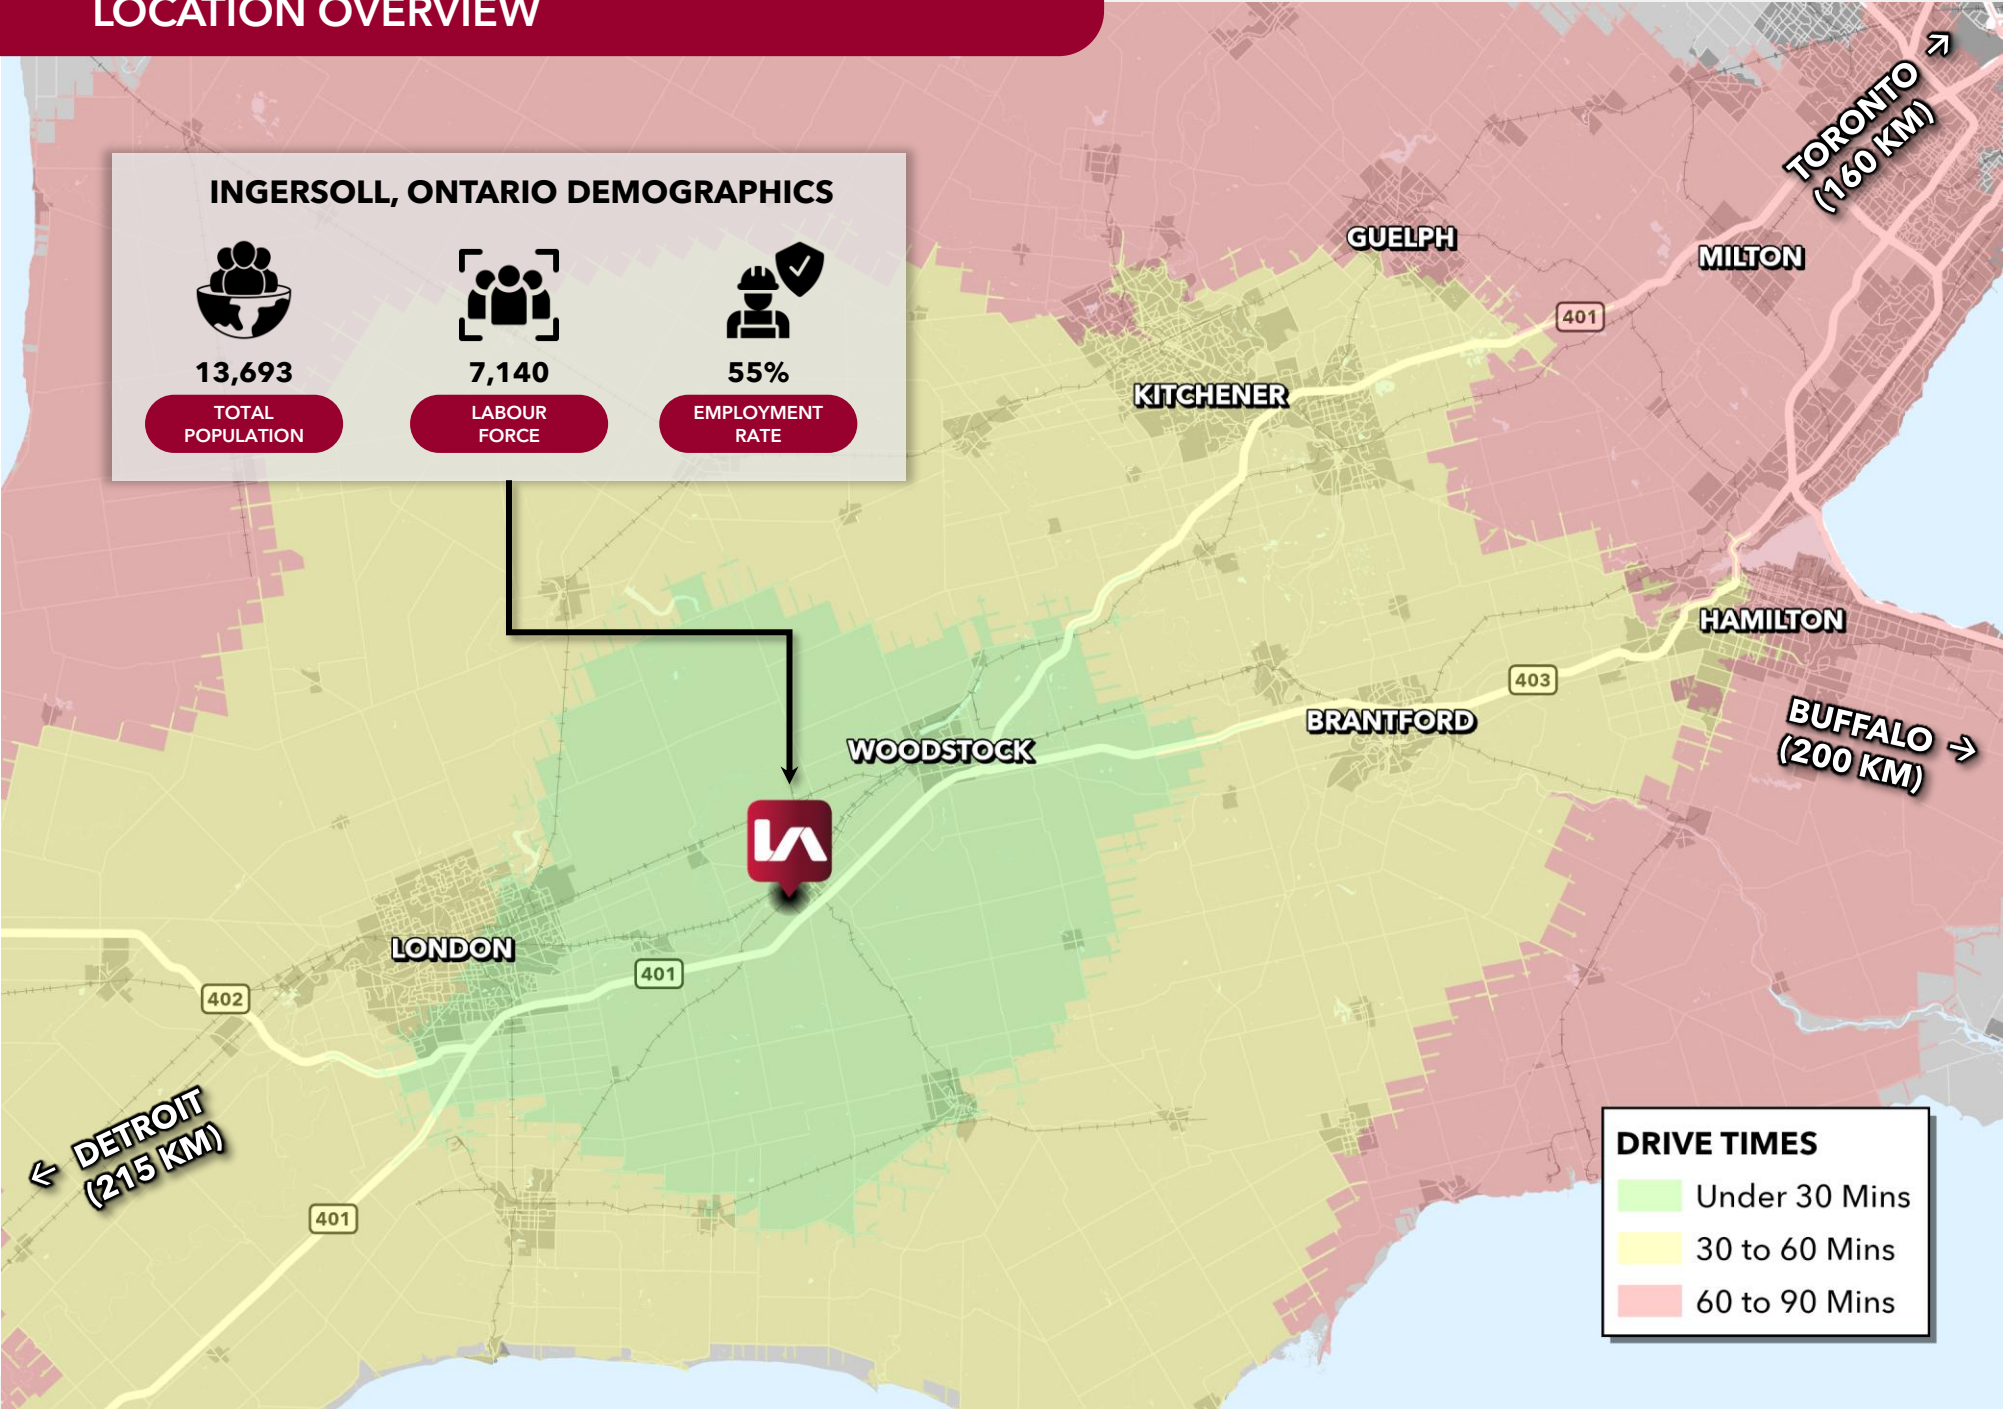 LOCATION OVERVIEW
INGERSOLL, ONTARIO DEMOGRAPHICS
13,693
TOTAL
POPULATION
7,140
LABOUR
FORCE
55%
EMPLOYMENT
RATE
TORONTO
(160 KM)
GUELPH
MILTON
401
KITCHENER
HAMILTON
403
BRANTFORD
BUFFALO
(200 KM)
WOODSTOCK
LA
LONDON
401
402
DETROIT
(215 KM)
401
DRIVE TIMES
Under 30 Mins
30 to 60 Mins
60 to 90 Mins